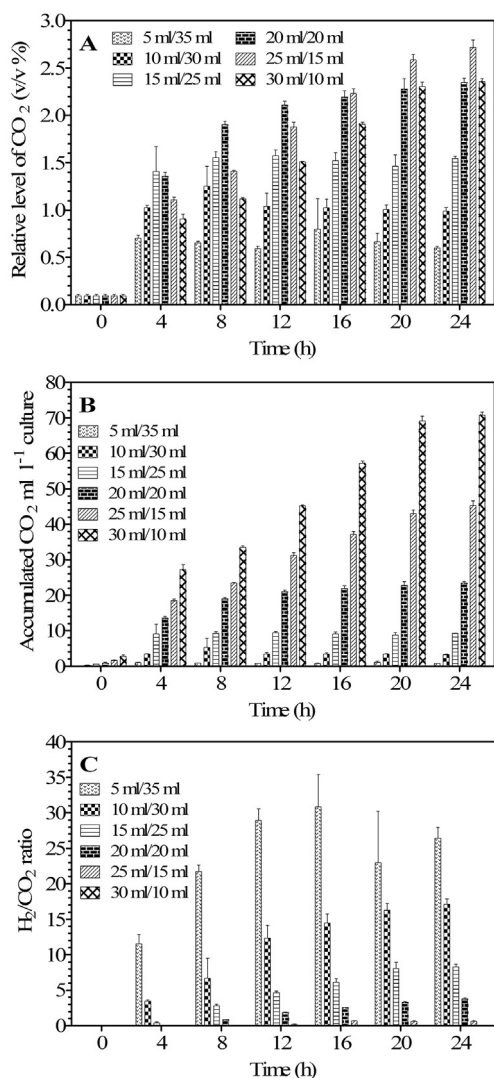 A
5 ml/35 ml
10 ml/30 ml
15 ml/25 ml
20 ml/20 ml
25 ml/15 ml
30 ml/10 ml
Relative level of CO2 (v/v %)
3.0
2.5
2.0
1.5
1.0
0.5
0.0
0 4 8 12 16 20 24
Time (h)
B
5 ml/35 ml
10 ml/30 ml
15 ml/25 ml
20 ml/20 ml
25 ml/15 ml
30 ml/10 ml
Accumulated CO2 ml l-1 culture
80
70
60
50
40
30
20
10
0
0 4 8 12 16 20 24
Time (h)
C
5 ml/35 ml
10 ml/30 ml
15 ml/25 ml
20 ml/20 ml
25 ml/15 ml
30 ml/10 ml
H2/CO2 ratio
40
35
30
25
20
15
10
5
0
0 4 8 12 16 20 24
Time (h)